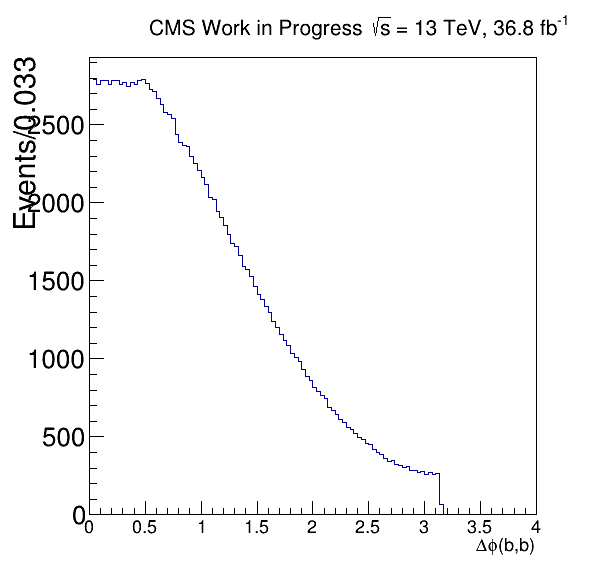 CMS Work in Progress √s = 13 TeV, 36.8 fb⁻¹
Events/0.033
2500
2000
1500
1000
500
0
0 0.5 1 1.5 2 2.5 3 3.5 4
Δφ(b,b)